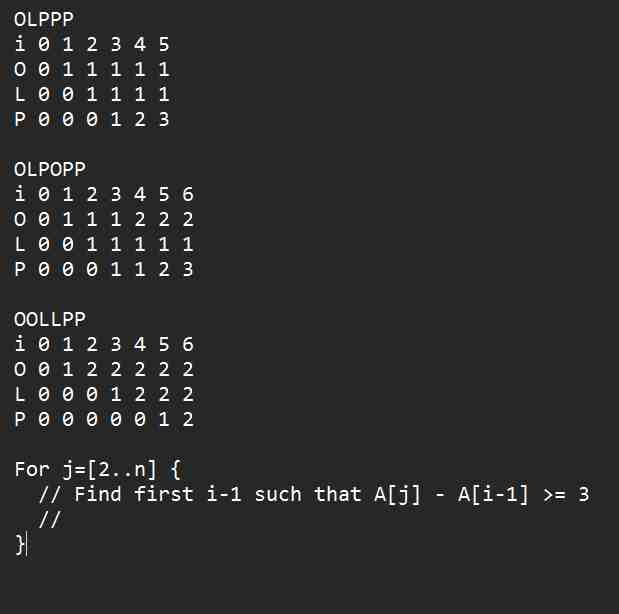 OLPPP
i 0 1 2 3 4 5
O 0 1 1 1 1 1
L 0 0 1 1 1 1
P 0 0 0 1 2 3
OLPOPP
i 0 1 2 3 4 5 6
O 0 1 1 1 2 2 2
L 0 0 1 1 1 1 1
P 0 0 0 1 1 2 3
OOLLPP
i 0 1 2 3 4 5 6
O 0 1 2 2 2 2 2
L 0 0 0 1 2 2 2
P 0 0 0 0 0 1 2
For j=[2..n] {
  // Find first i-1 such that A[j] - A[i-1] >= 3
  //
}